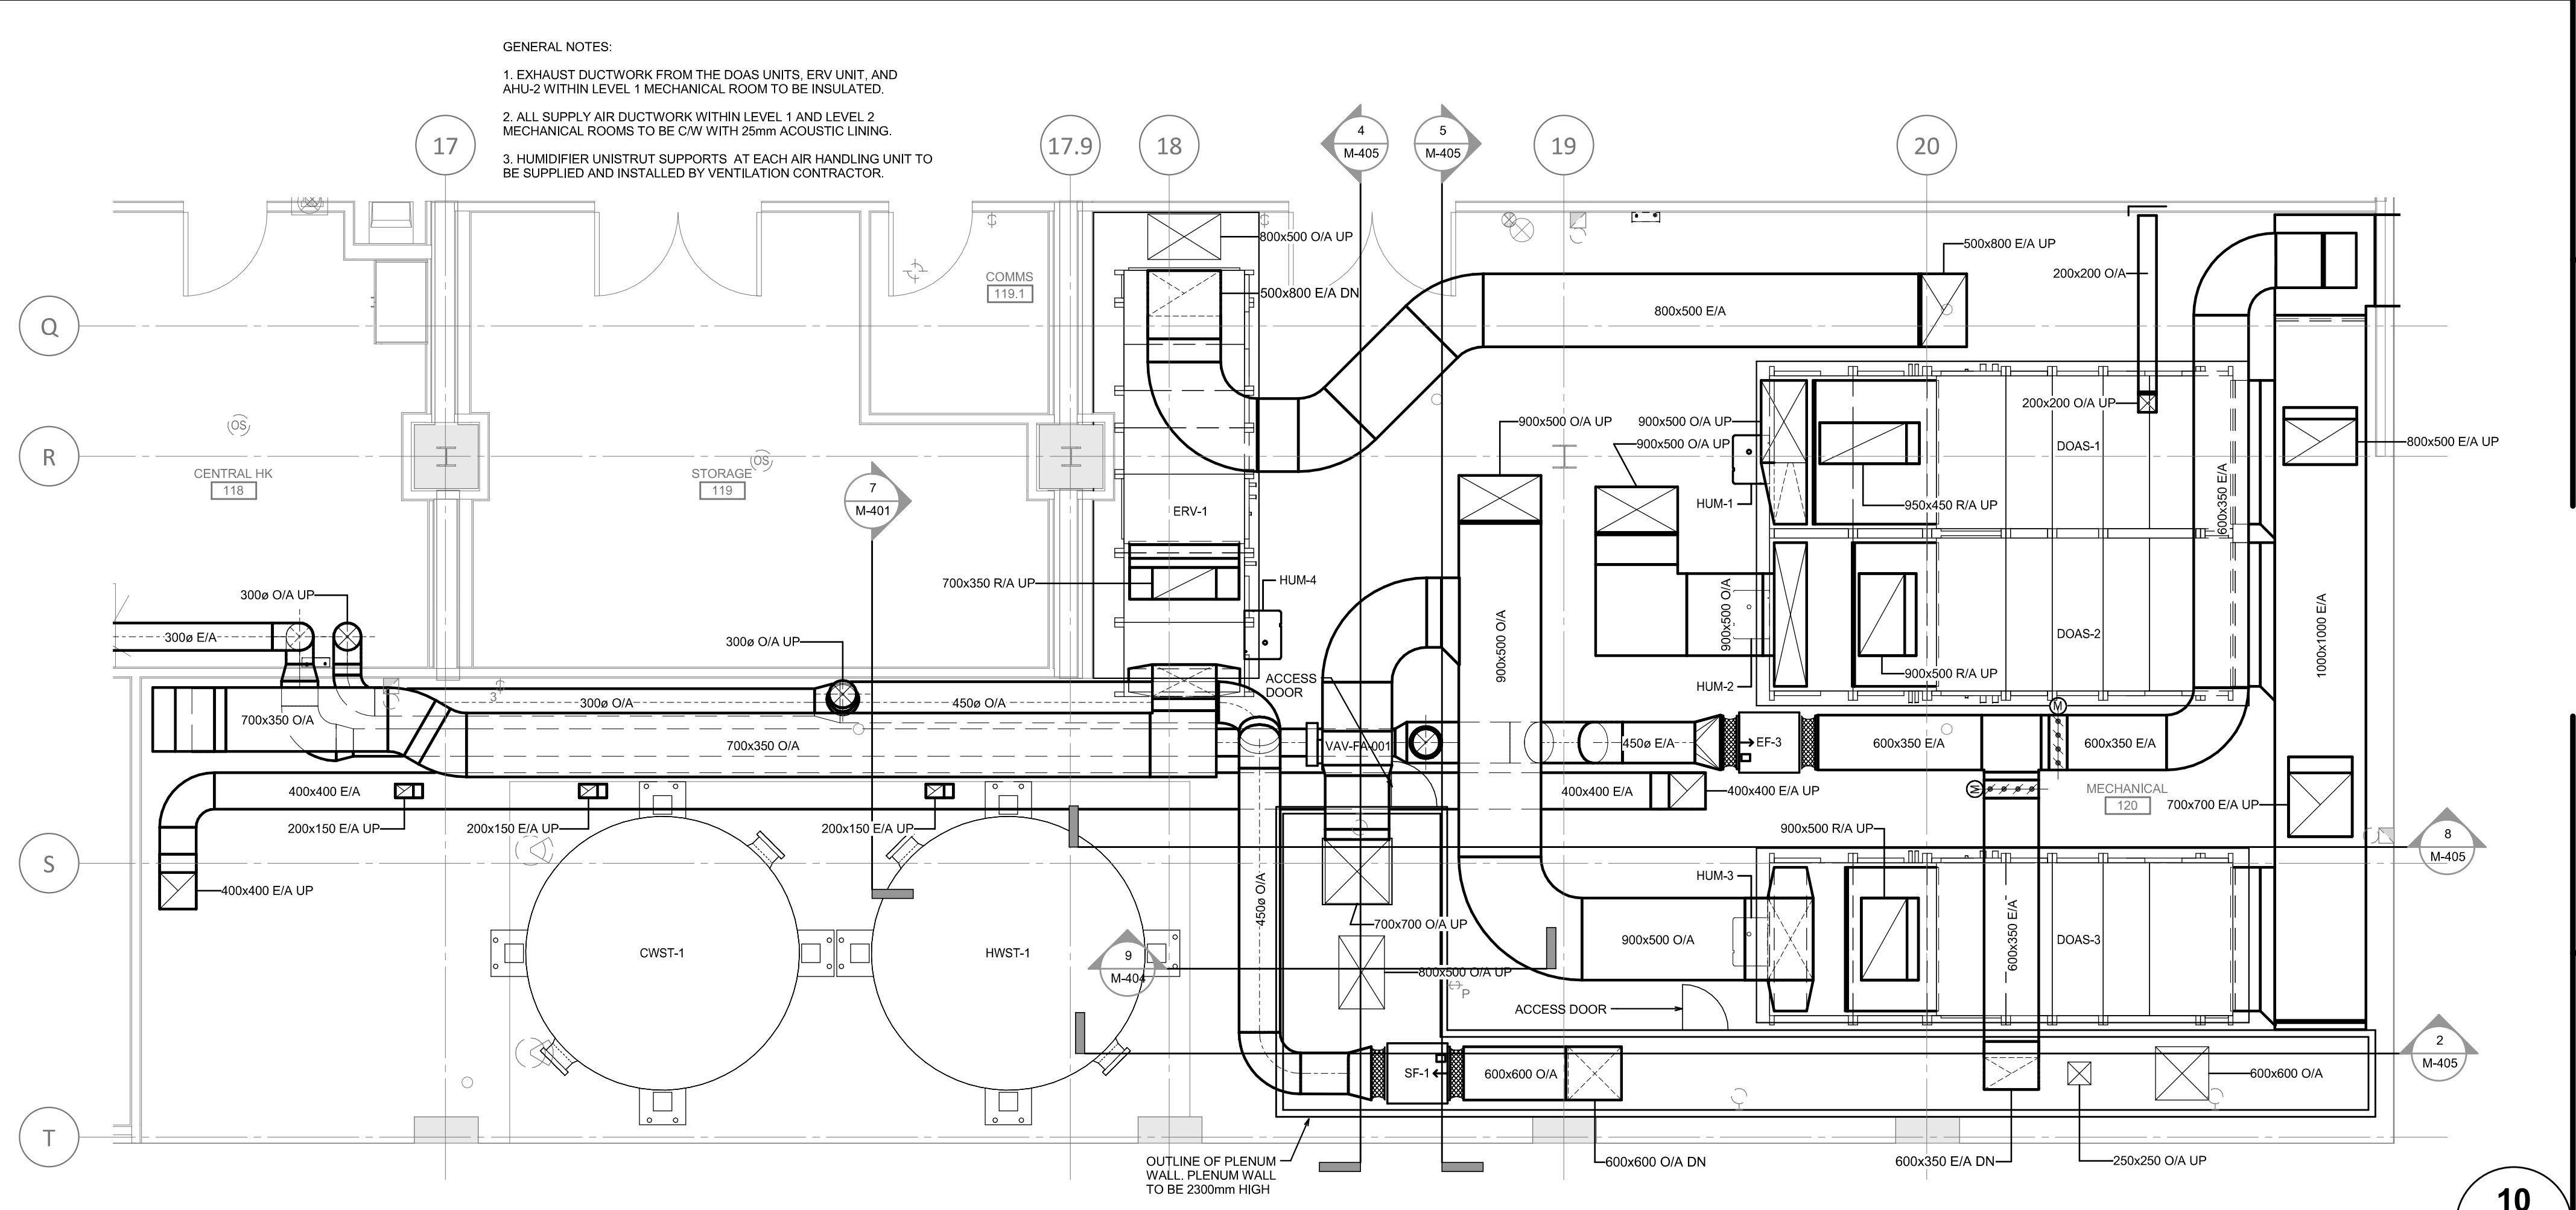 GENERAL NOTES:
1. EXHAUST DUCTWORK FROM THE DOAS UNITS, ERV UNIT, AND
AHU-2 WITHIN LEVEL 1 MECHANICAL ROOM TO BE INSULATED.
2. ALL SUPPLY AIR DUCTWORK WITHIN LEVEL 1 AND LEVEL 2
MECHANICAL ROOMS TO BE C/W WITH 25mm ACOUSTIC LINING.
3. HUMIDIFIER UNISTRUT SUPPORTS AT EACH AIR HANDLING UNIT TO
BE SUPPLIED AND INSTALLED BY VENTILATION CONTRACTOR.
17
17.9
18
4
M-405
5
M-405
19
20
800x500 O/A UP
500x800 E/A UP
200x200 O/A
COMMS
119.1
500x800 E/A DN
800x500 E/A
Q
200x200 O/A UP
900x500 O/A UP
900x500 O/A UP
900x500 O/A UP
DOAS-1
800x500 E/A UP
OS
OS
R
CENTRAL HK
118
STORAGE
119
7
M-401
ERV-1
HUM-1
950x450 R/A UP
600x350 E/A
700x350 R/A UP
HUM-4
300ø O/A UP
300ø E/A
300ø O/A UP
900x500 O/A
900x500 O/A
DOAS-2
1000x1000 E/A
900x500 R/A UP
ACCESS
DOOR
HUM-2
3
300ø O/A
450ø O/A
M
700x350 O/A
700x350 O/A
VAV-FA-001
450ø E/A
EF-3
600x350 E/A
600x350 E/A
400x400 E/A
400x400 E/A
400x400 E/A UP
M
MECHANICAL
120
700x700 E/A UP
200x150 E/A UP
200x150 E/A UP
200x150 E/A UP
900x500 R/A UP
8
M-405
S
400x400 E/A UP
HUM-3
450ø O/A
700x700 O/A UP
900x500 O/A
600x350 E/A
DOAS-3
CWST-1
HWST-1
9
M-404
800x500 O/A UP
P
ACCESS DOOR
2
M-405
SF-1
600x600 O/A
600x600 O/A
T
OUTLINE OF PLENUM
WALL. PLENUM WALL
TO BE 2300mm HIGH
600x600 O/A DN
600x350 E/A DN
250x250 O/A UP
10